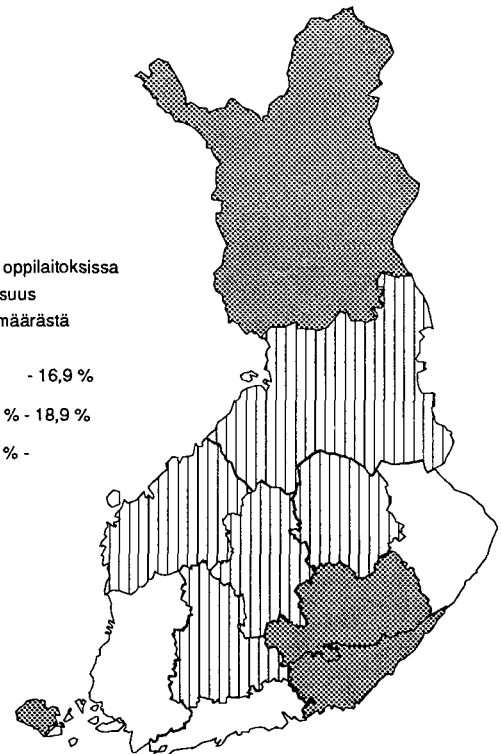 oppilaitoksissa
suus
määrästä
- 16,9 %
% - 18,9 %
% -